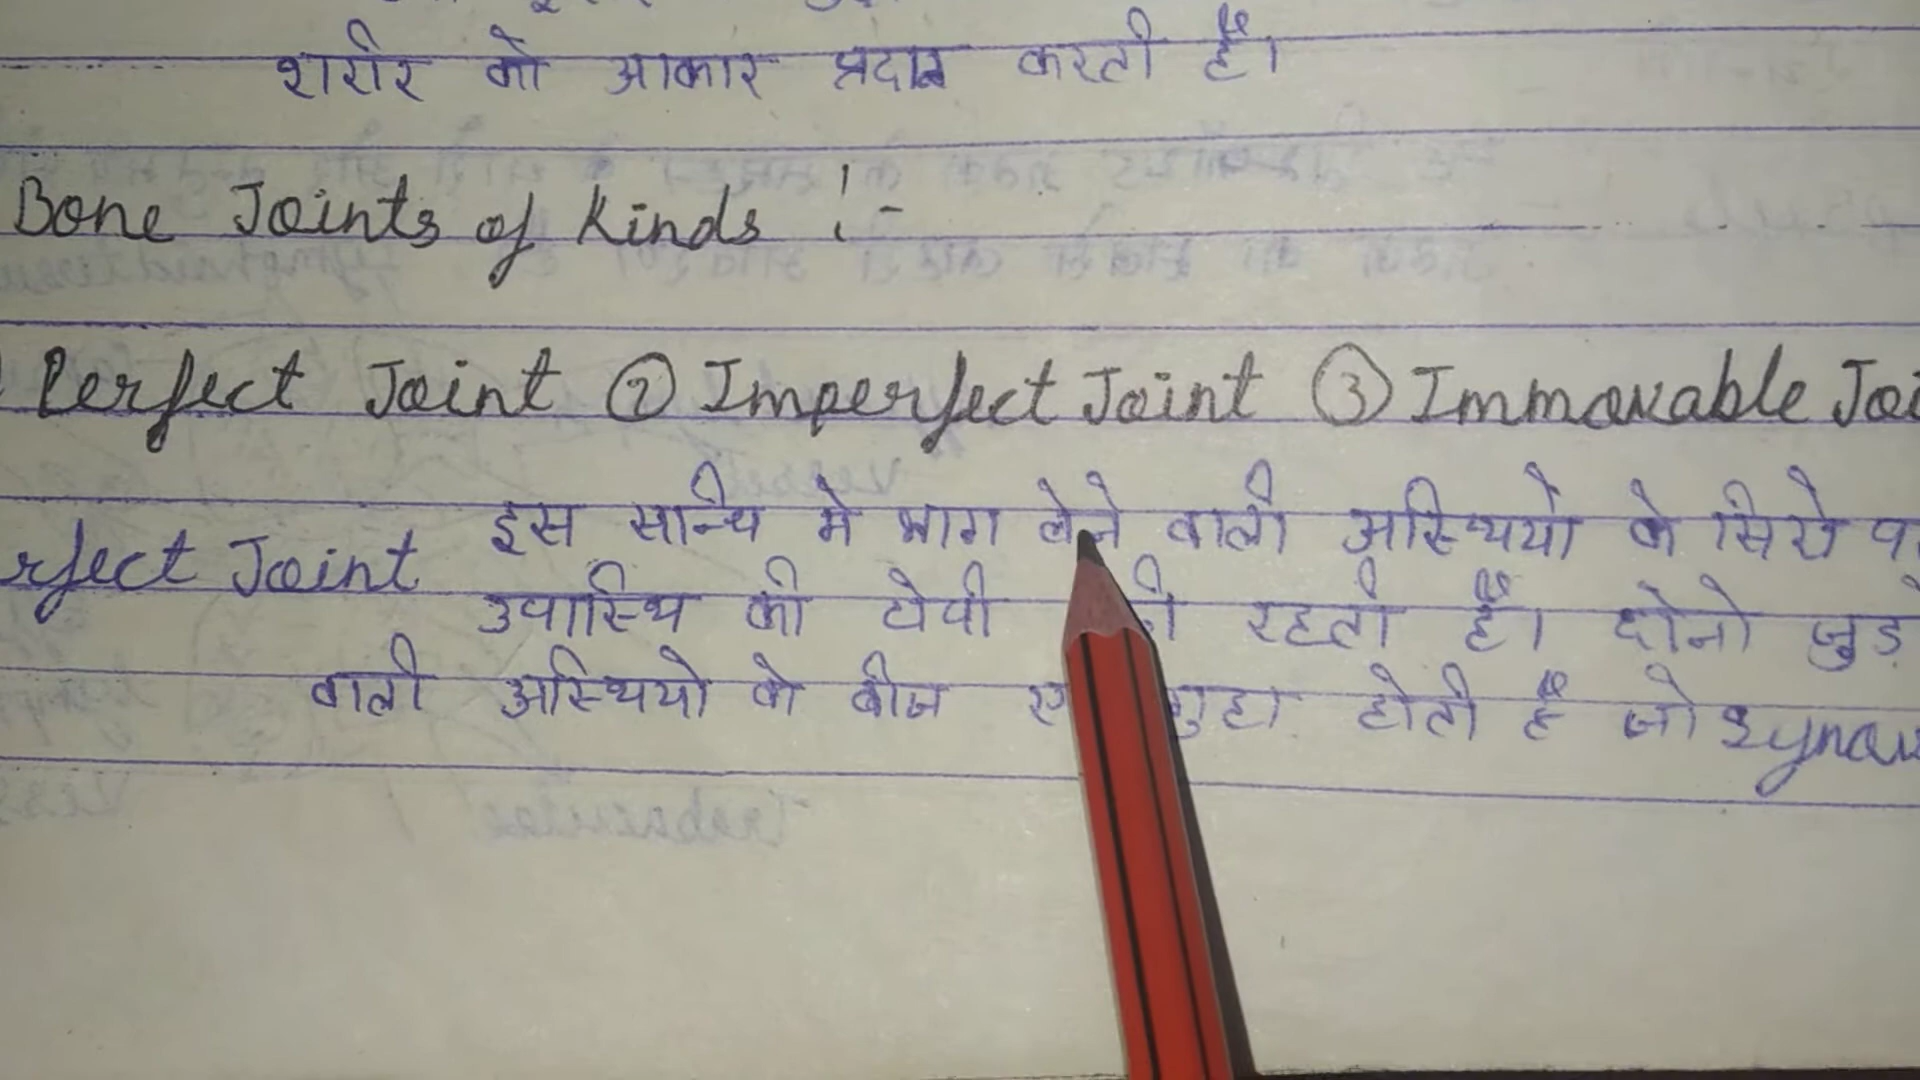 शरीर को आकार प्रदान करती हैं।
Bone Joints of Kinds :-
Perfect Joint ② Imperfect Joint ③ Immovable Joi
इस सन्धि मे भाग लेने वाली अस्थियो के सिरो प
rfect Joint
उपास्थि की टोपी रहती हैं। दोनो जुड़
वाली अस्थियो के बीच गुहा होती है जो Synov